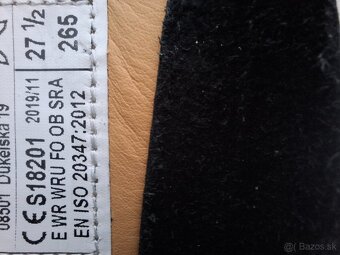 08501 Dukelská 19
CE S18201 2019/11 27 1/2
E WR WRU FO OB SRA 265
EN ISO 20347:2012
Bazos.sk